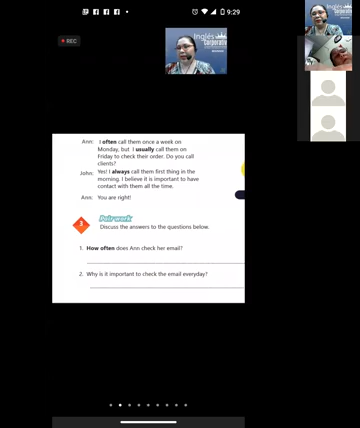 9:29
REC
Inglés
Corporativo
Inglés
Corporativo
Ann: I often call them once a week on
Monday, but I usually call them on
Friday to check their order. Do you call
clients?
John: Yes! I always call them first thing in the
morning. I believe it is important to have
contact with them all the time.
Ann: You are right!
3 Pair work
Discuss the answers to the questions below.
1. How often does Ann check her email?
2. Why is it important to check the email everyday?